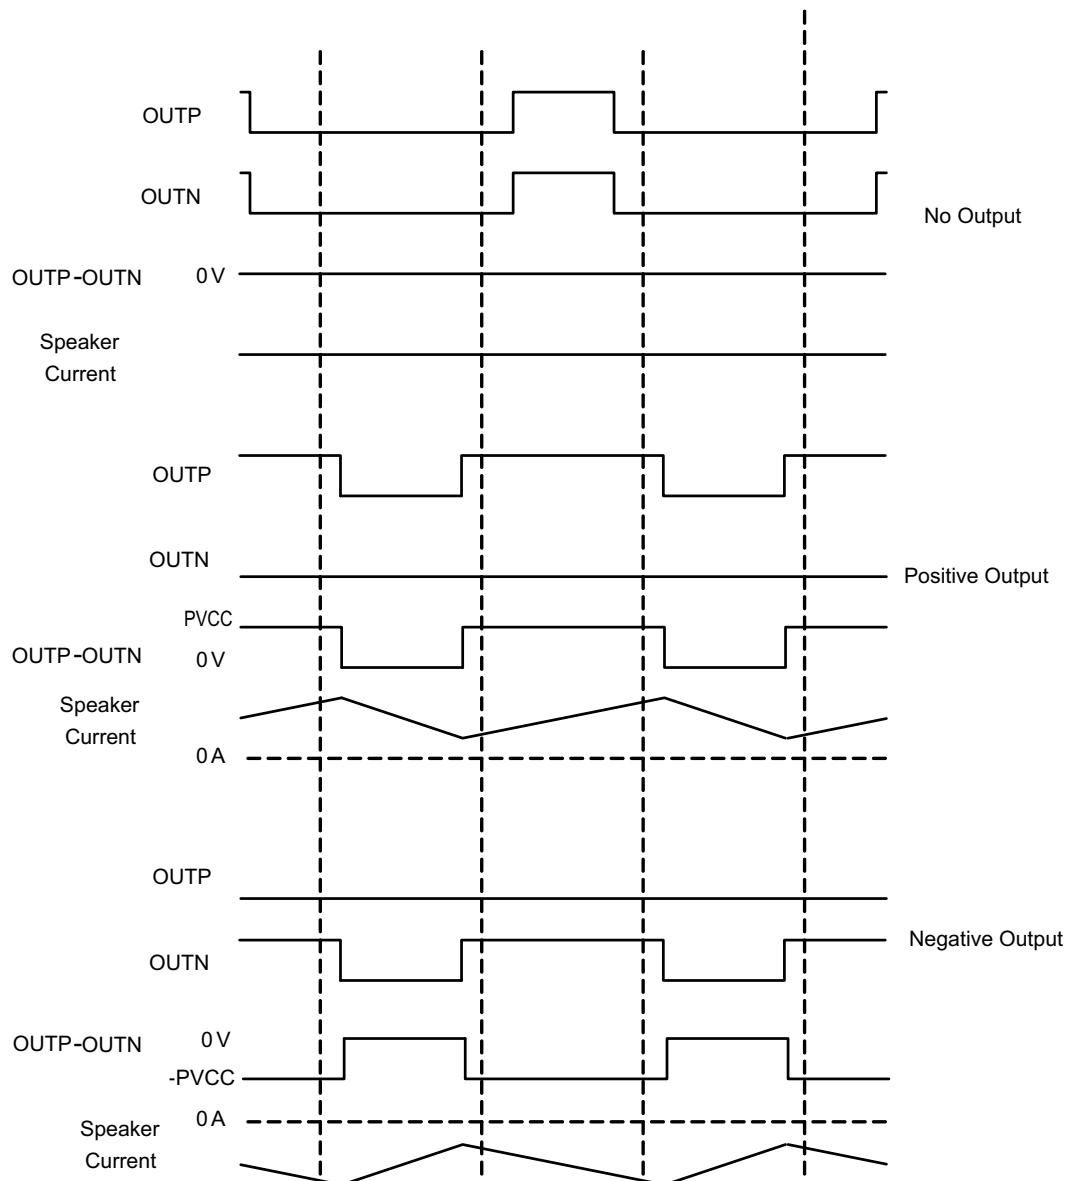 OUTP
OUTN
No Output
OUTP-OUTN 0 V
Speaker
Current
OUTP
OUTN
Positive Output
PVCC
OUTP-OUTN 0 V
Speaker
Current
0 A
OUTP
Negative Output
OUTN
OUTP-OUTN 0 V
-PVCC
0 A
Speaker
Current